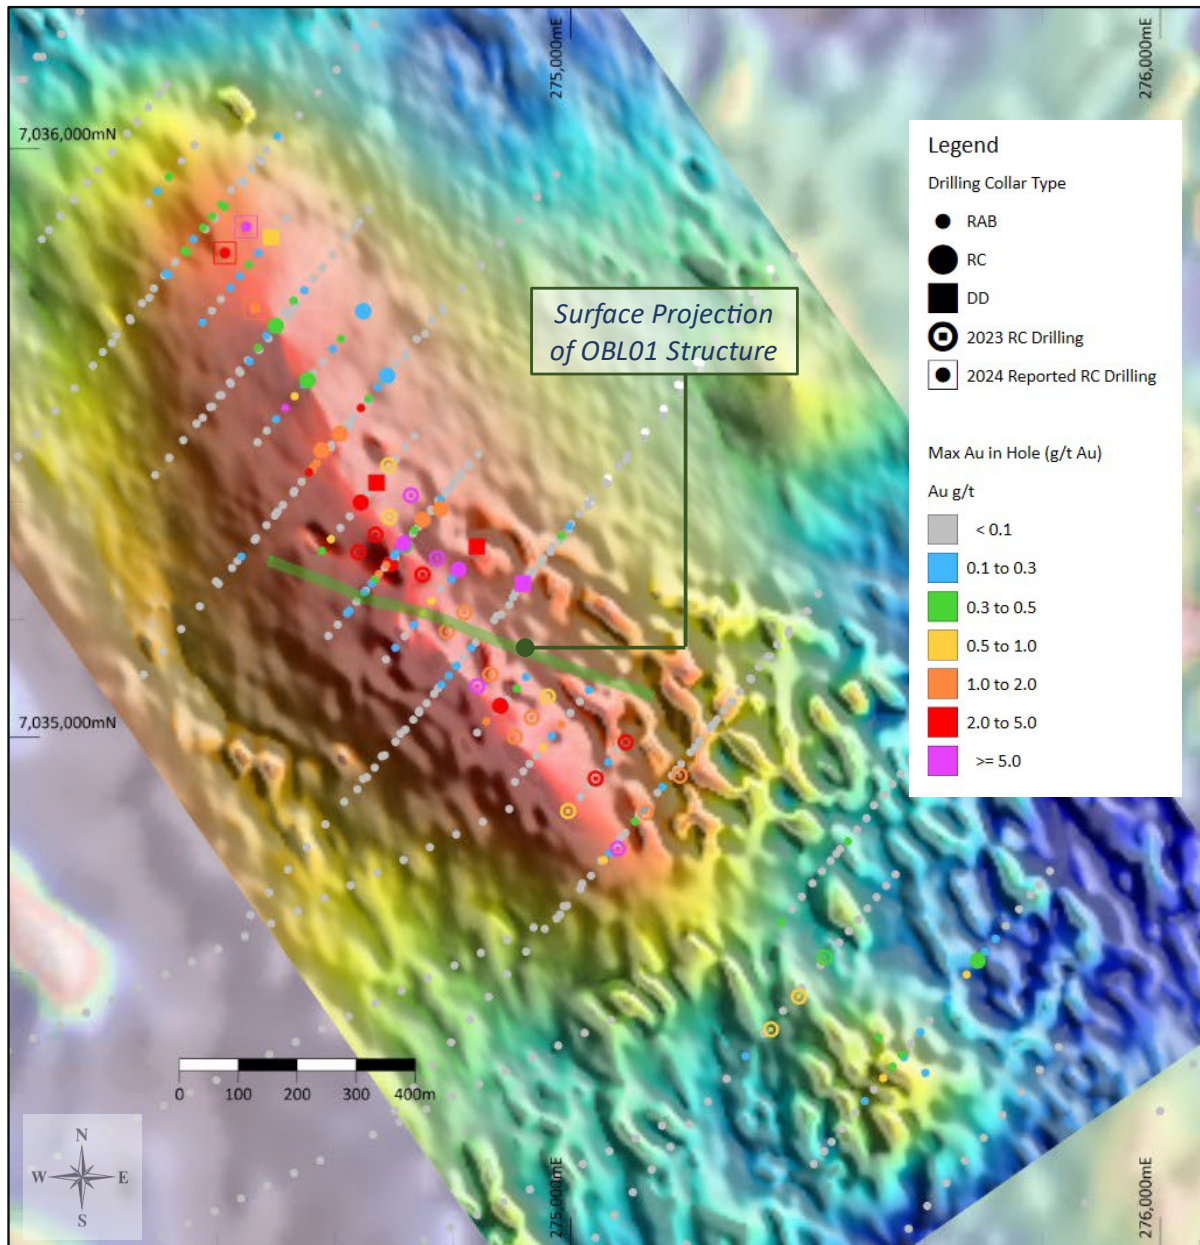 275,000mE
276,000mE
7,036,000mN
Legend
Drilling Collar Type
RAB
RC
DD
2023 RC Drilling
2024 Reported RC Drilling
Max Au in Hole (g/t Au)
Au g/t
< 0.1
0.1 to 0.3
0.3 to 0.5
0.5 to 1.0
1.0 to 2.0
2.0 to 5.0
>= 5.0
Surface Projection
of OBL01 Structure
7,035,000mN
0 100 200 300 400m
N
W E
S
275,000mE
276,000mE